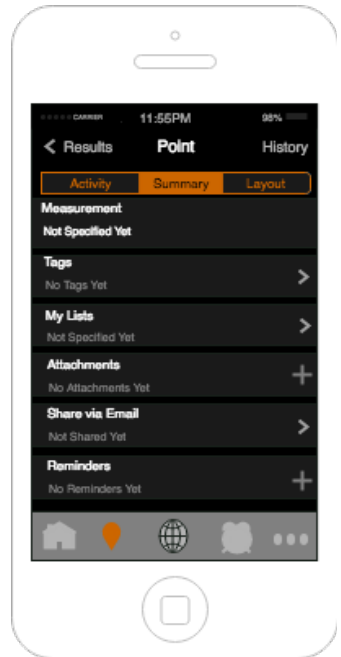 CARRIER 11:55PM 98%
Results Point History
Activity Summary Layout
Measurement
Not Specified Yet
Tags
No Tags Yet
My Lists
Not Specified Yet
Attachments
No Attachments Yet
Share via Email
Not Shared Yet
Reminders
No Reminders Yet